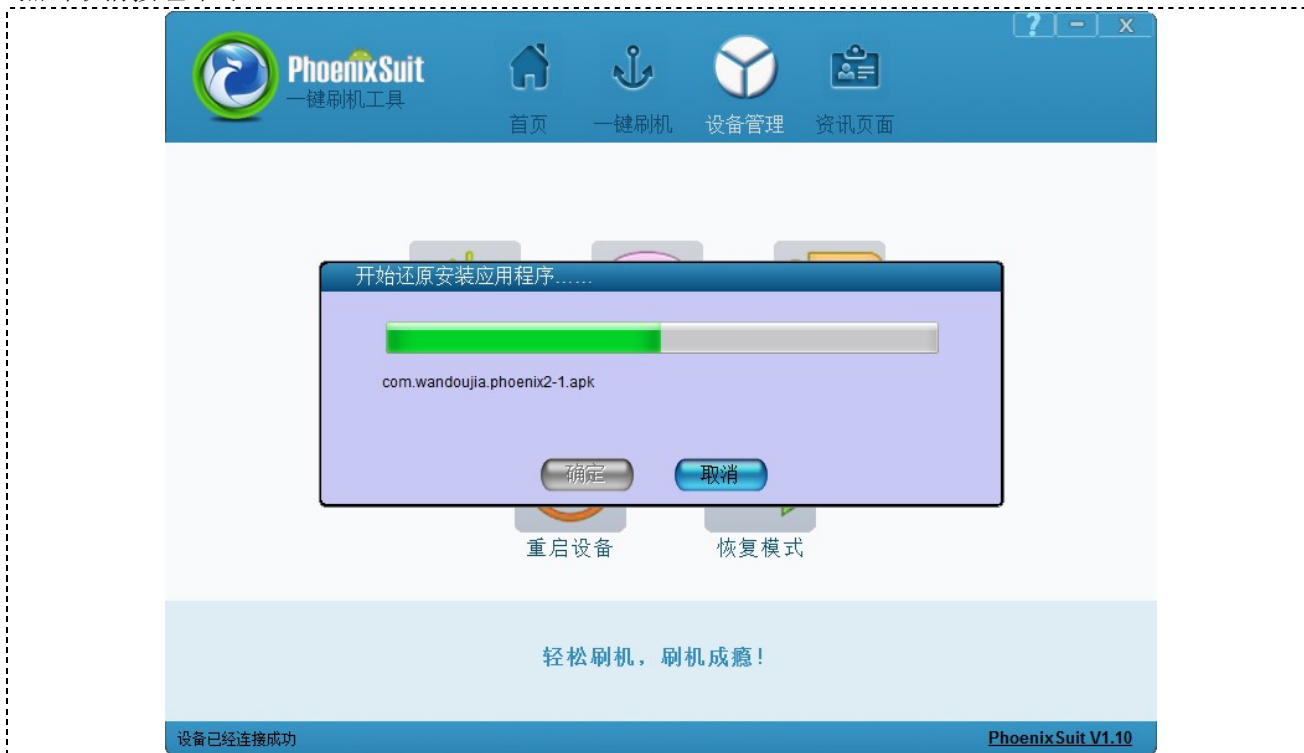 ? - x
PhoenixSuit
一键刷机工具
首页 一键刷机 设备管理 资讯页面
开始还原安装应用程序……
com.wandoujia.phoenix2-1.apk
确定 取消
重启设备 恢复模式
轻松刷机，刷机成瘾！
设备已经连接成功 PhoenixSuit V1.10